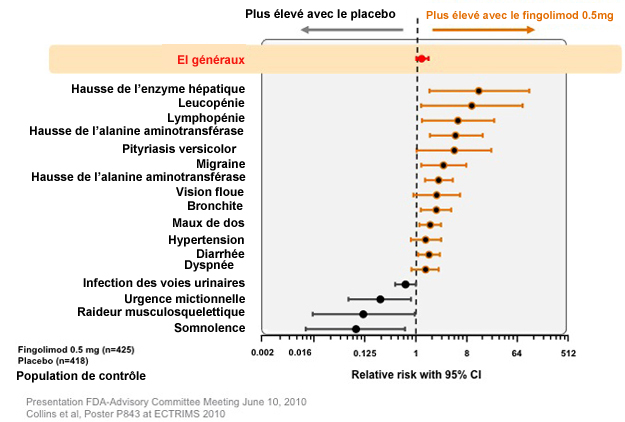 Plus élevé avec le placebo
Plus élevé avec le fingolimod 0.5mg
EI généraux
Hausse de l'enzyme hépatique
Leucopénie
Lymphopénie
Hausse de l'alanine aminotransférase
Pityriasis versicolor
Migraine
Hausse de l'alanine aminotransférase
Vision floue
Bronchite
Maux de dos
Hypertension
Diarrhée
Dyspnée
Infection des voies urinaires
Urgence mictionnelle
Raideur musculosquelettique
Somnolence
0.002 0.016 0.125 1 8 64 512
Fingolimod 0.5 mg (n=425)
Placebo (n=418)
Population de contrôle
Relative risk with 95% CI
Presentation FDA-Advisory Committee Meeting June 10, 2010
Collins et al, Poster P843 at ECTRIMS 2010